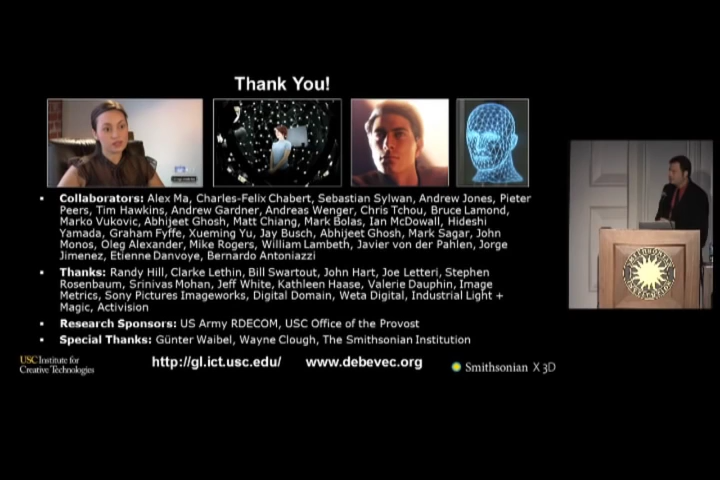 Thank You!
▪ Collaborators: Alex Ma, Charles-Felix Chabert, Sebastian Sylwan, Andrew Jones, Pieter
Peers, Tim Hawkins, Andrew Gardner, Andreas Wenger, Chris Tchou, Bruce Lamond,
Marko Vukovic, Abhijeet Ghosh, Matt Chiang, Mark Bolas, Ian McDowall, Hideshi
Yamada, Graham Fyffe, Xueming Yu, Jay Busch, Abhijeet Ghosh, Mark Sagar, John
Monos, Oleg Alexander, Mike Rogers, William Lambeth, Javier von der Pahlen, Jorge
Jimenez, Etienne Danvoye, Bernardo Antoniazzi
▪ Thanks: Randy Hill, Clarke Lethin, Bill Swartout, John Hart, Joe Letteri, Stephen
Rosenbaum, Srinivas Mohan, Jeff White, Kathleen Haase, Valerie Dauphin, Image
Metrics, Sony Pictures Imageworks, Digital Domain, Weta Digital, Industrial Light +
Magic, Activision
▪ Research Sponsors: US Army RDECOM, USC Office of the Provost
▪ Special Thanks: Günter Waibel, Wayne Clough, The Smithsonian Institution
USC Institute for
Creative Technologies
http://gl.ict.usc.edu/ www.debevec.org
Smithsonian X 3D
SMITHSONIAN
INSTITUTION